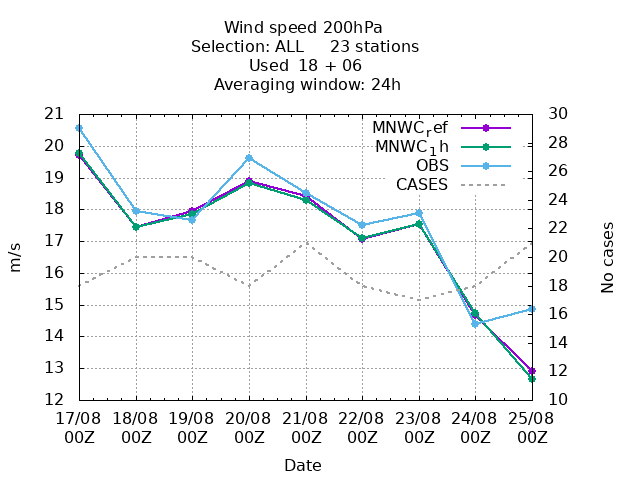 Wind speed 200hPa
Selection: ALL 23 stations
Used 18 + 06
Averaging window: 24h
21
20
19
18
17
16
15
14
13
12
m/s
30
28
26
24
22
20
18
16
14
12
10
No cases
MNWCref
MNWC1h
OBS
CASES
17/08 18/08 19/08 20/08 21/08 22/08 23/08 24/08 25/08
00Z 00Z 00Z 00Z 00Z 00Z 00Z 00Z 00Z
Date